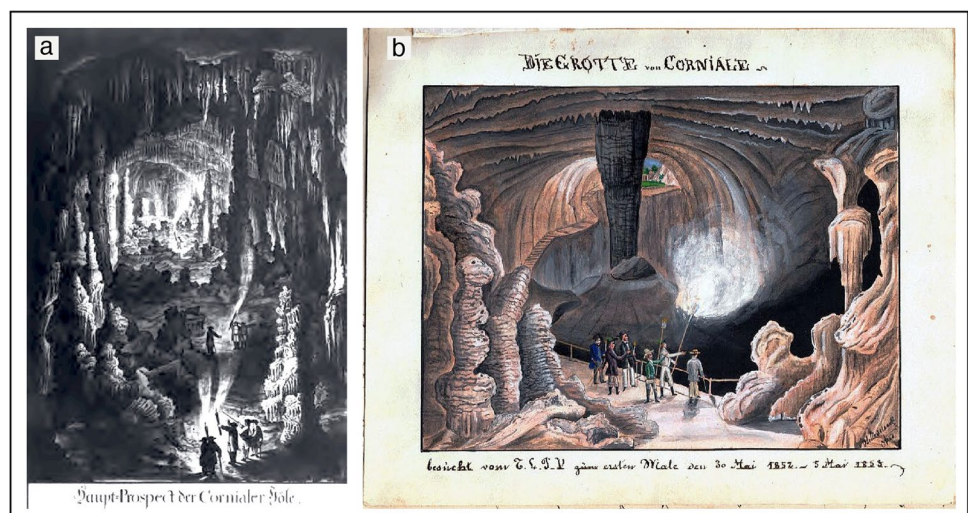 a
Haupt=Prospect der Cornialer Höle.
b
DIE GROTTE von CORNIALE
besucht vom T.C.P.V zum ersten Male den 30 Mai 1852 - 5 Mai 1853.